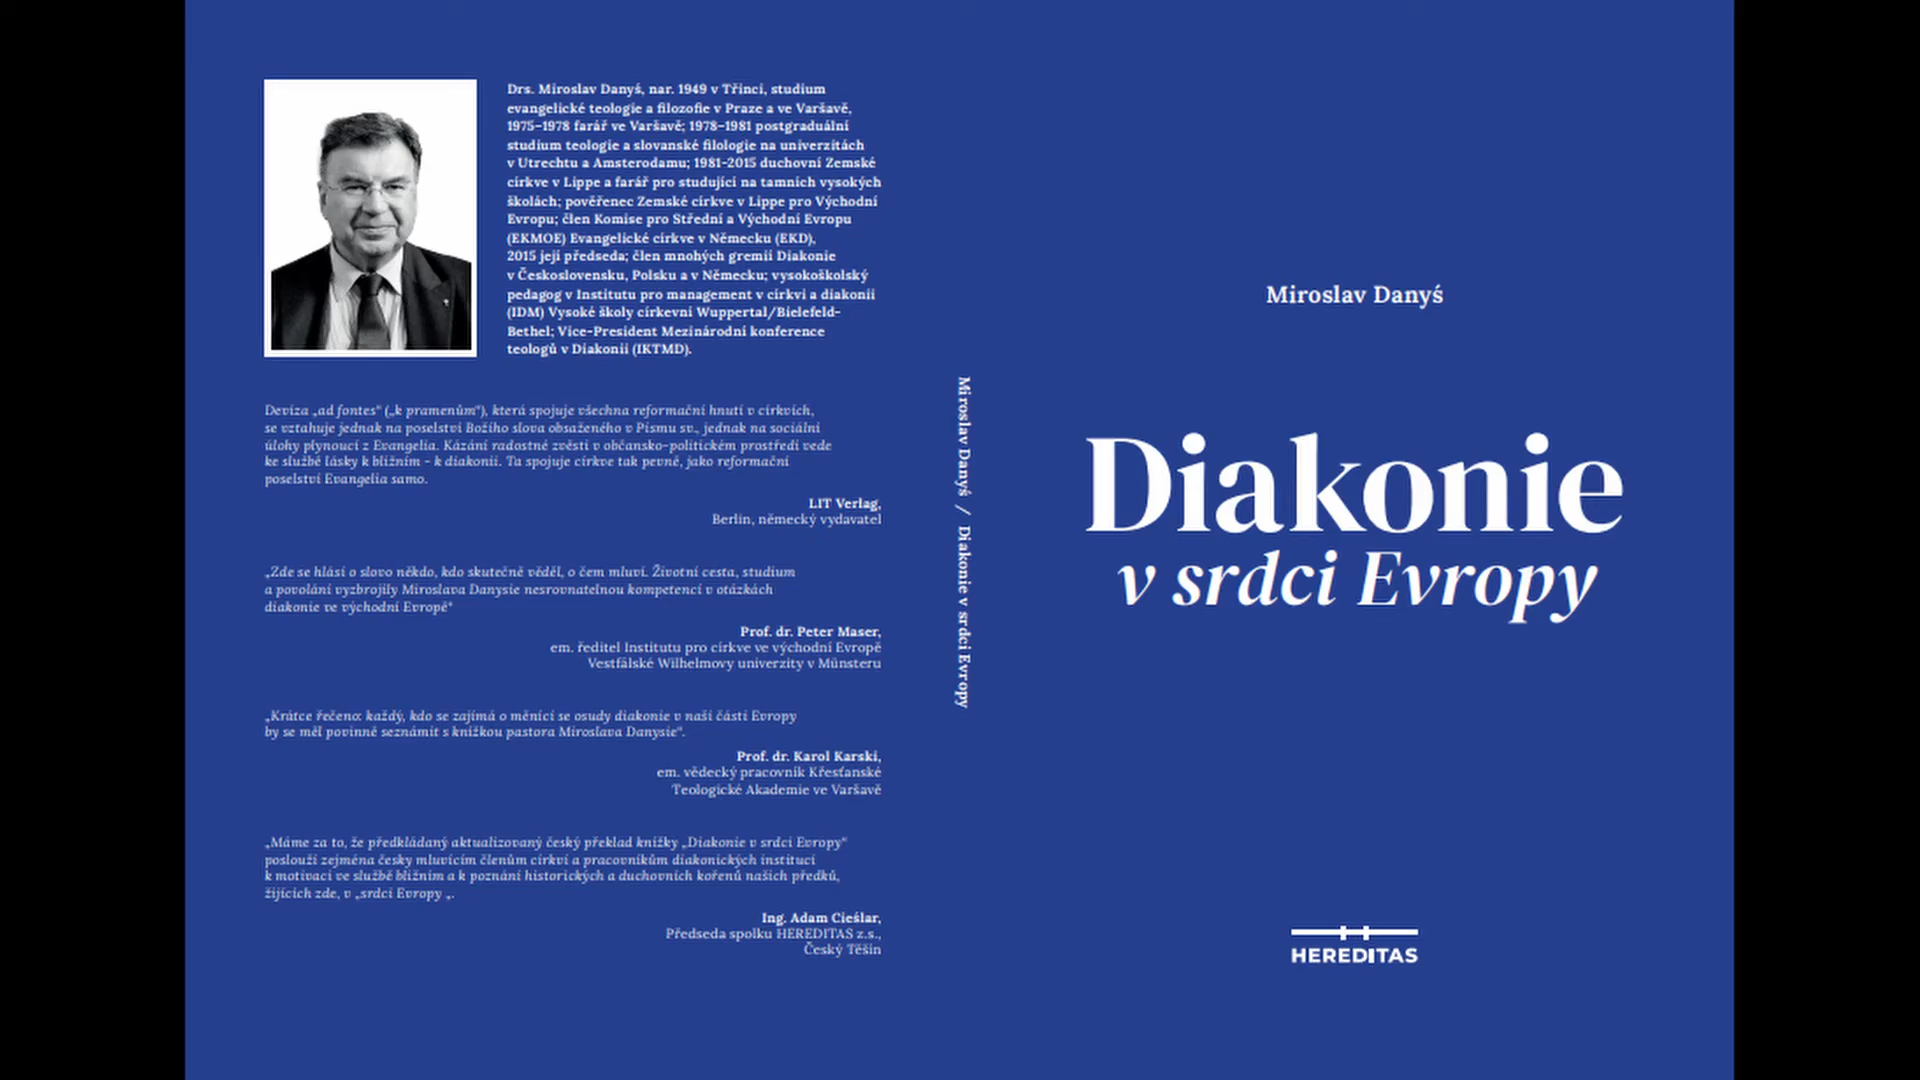 Drs. Miroslav Danyś, nar. 1949 v Třinci, studium
evangelické teologie a filozofie v Praze a ve Varšavě,
1975–1978 farář ve Varšavě; 1978–1981 postgraduální
studium teologie a slovanské filologie na univerzitách
v Utrechtu a Amsterodamu; 1981-2015 duchovní Zemské
církve v Lippe a farář pro studující na tamních vysokých
školách; pověřenec Zemské církve v Lippe pro Východní
Evropu; člen Komise pro Střední a Východní Evropu
(EKMOE) Evangelické církve v Německu (EKD),
2015 její předseda; člen mnohých gremií Diakonie
v Československu, Polsku a v Německu; vysokoškolský
pedagog v Institutu pro management v církvi a diakonii
(IDM) Vysoké školy církevní Wuppertal/Bielefeld-
Bethel; Vice-President Mezinárodní konference
teologů v Diakonii (IKTMD).
Devíza „ad fontes“ („k pramenům“), která spojuje všechna reformační hnutí v církvích,
se vztahuje jednak na poselství Božího slova obsaženého v Písmu sv., jednak na sociální
úlohy plynoucí z Evangelia. Kázání radostné zvěsti v občansko-politickém prostředí vede
ke službě lásky k bližním - k diakonii. Ta spojuje církve tak pevně, jako reformační
poselství Evangelia samo.
LIT Verlag,
Berlín, německý vydavatel
„Zde se hlásí o slovo někdo, kdo skutečně věděl, o čem mluví. Životní cesta, studium
a povolání vyzbrojily Miroslava Danysie nesrovnatelnou kompetencí v otázkách
diakonie ve východní Evropě“
Prof. dr. Peter Maser,
em. ředitel Institutu pro církve ve východní Evropě
Vestfálské Wilhelmovy univerzity v Münsteru
„Krátce řečeno: každý, kdo se zajímá o měnící se osudy diakonie v naší části Evropy
by se měl povinně seznámit s knížkou pastora Miroslava Danysie“.
Prof. dr. Karol Karski,
em. vědecký pracovník Křesťanské
Teologické Akademie ve Varšavě
„Máme za to, že předkládaný aktualizovaný český překlad knížky „Diakonie v srdci Evropy“
poslouží zejména česky mluvícím členům církví a pracovníkům diakonických institucí
k motivaci ve službě bližním a k poznání historických a duchovních kořenů našich předků,
žijících zde, v „srdci Evropy „.
Ing. Adam Cieślar,
Předseda spolku HEREDITAS z.s.,
Český Těšín
Miroslav Danyś / Diakonie v srdci Evropy
Miroslav Danyś
Diakonie
v srdci Evropy
HEREDITAS